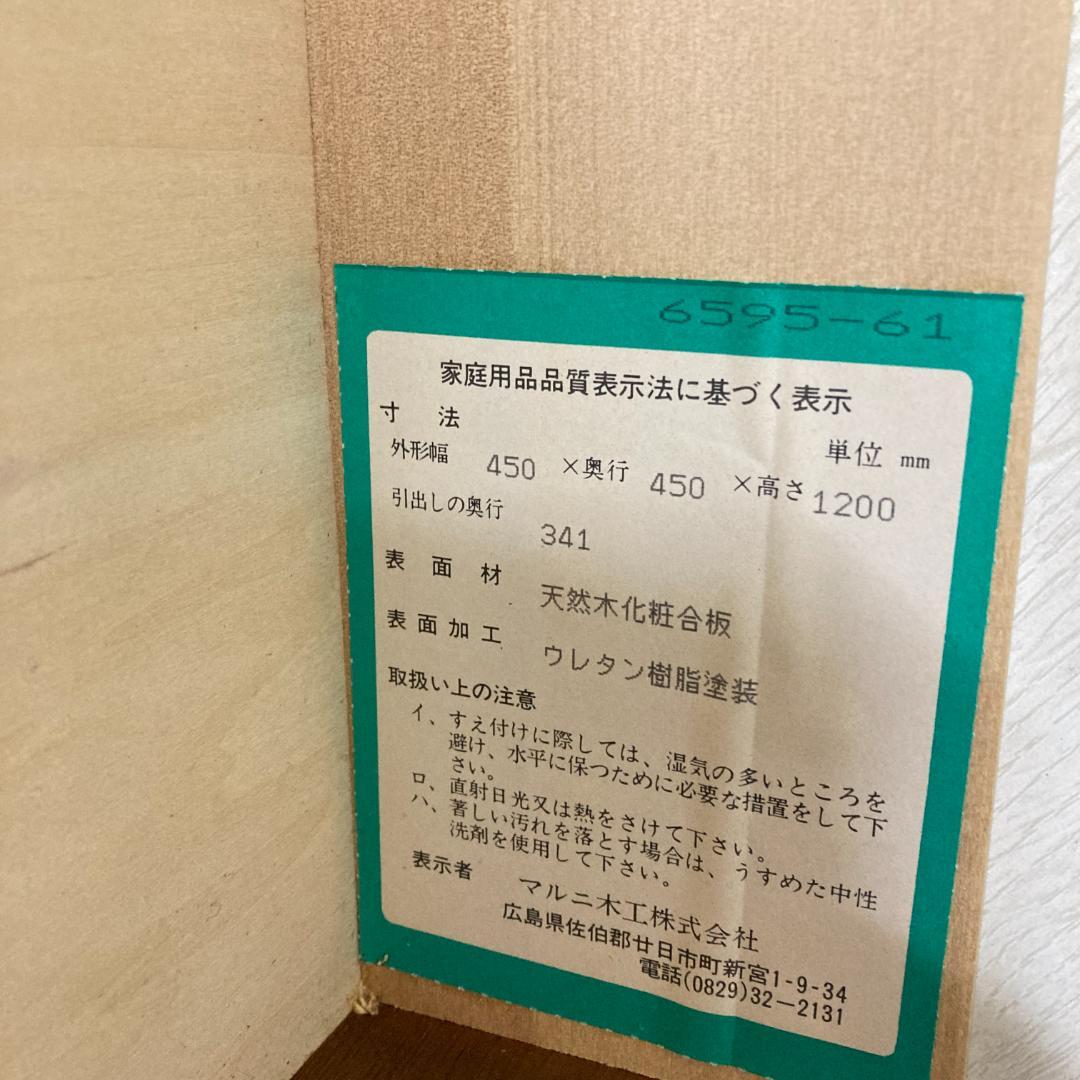 6595-61
家庭用品品質表示法に基づく表示
寸法
単位 mm
外形幅 450 ×奥行 450 ×高さ 1200
引出しの奥行
341
表面材
天然木化粧合板
表面加工
ウレタン樹脂塗装
取扱い上の注意
イ、すえ付けに際しては、湿気の多いところを
避け、水平に保つために必要な措置をして下
さい。
ロ、直射日光又は熱をさけて下さい。
ハ、著しい汚れを落とす場合は、うすめた中性
洗剤を使用して下さい。
表示者
マルニ木工株式会社
広島県佐伯郡廿日市町新宮1-9-34
電話(0829)32-2131